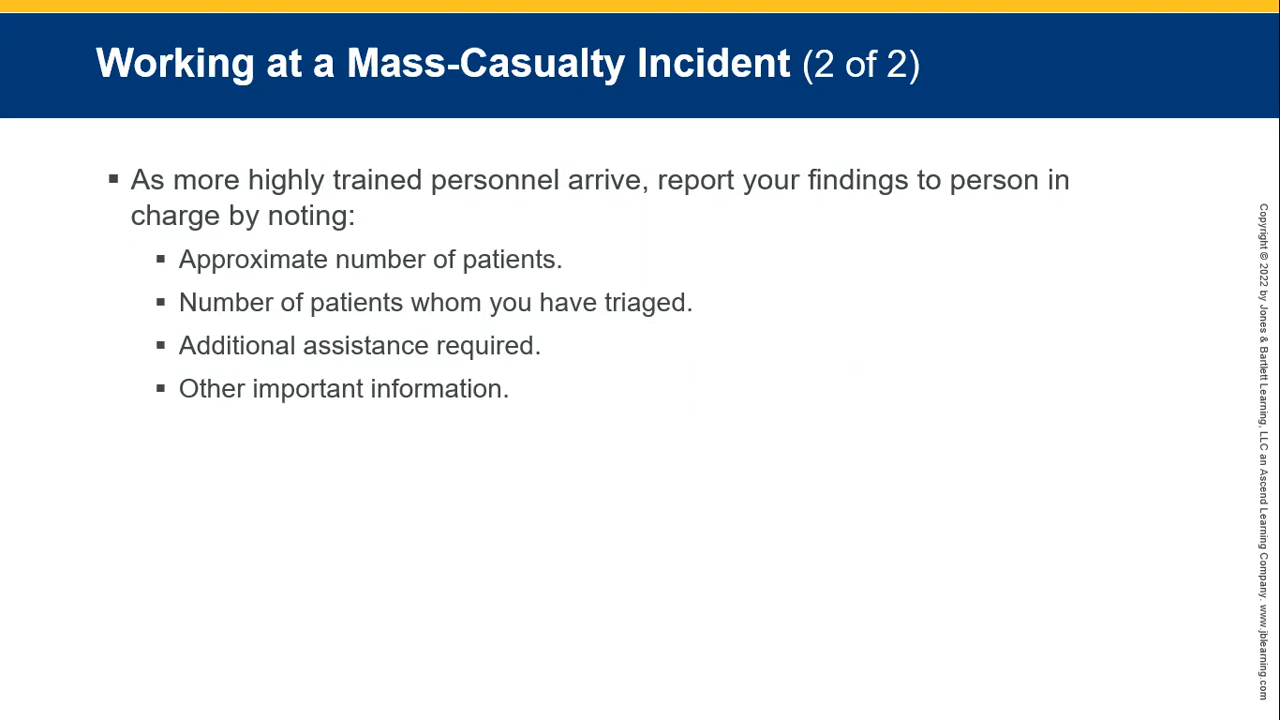 Working at a Mass-Casualty Incident (2 of 2)
▪ As more highly trained personnel arrive, report your findings to person in
charge by noting:
▪ Approximate number of patients.
▪ Number of patients whom you have triaged.
▪ Additional assistance required.
▪ Other important information.
Copyright © 2022 by Jones & Bartlett Learning, LLC an Ascend Learning Company. www.jblearning.com